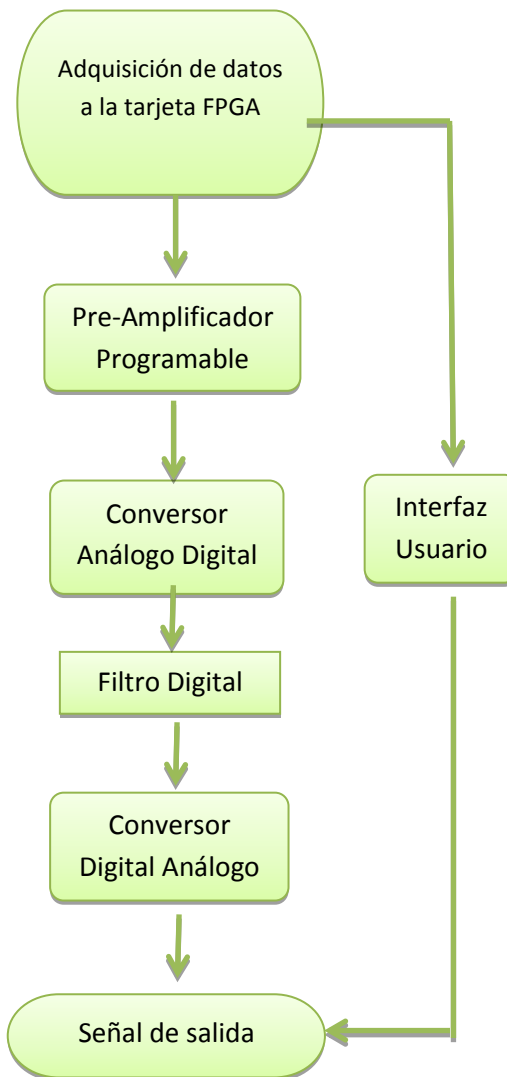 Adquisición de datos
a la tarjeta FPGA
Pre-Amplificador
Programable
Conversor
Análogo Digital
Interfaz
Usuario
Filtro Digital
Conversor
Digital Análogo
Señal de salida